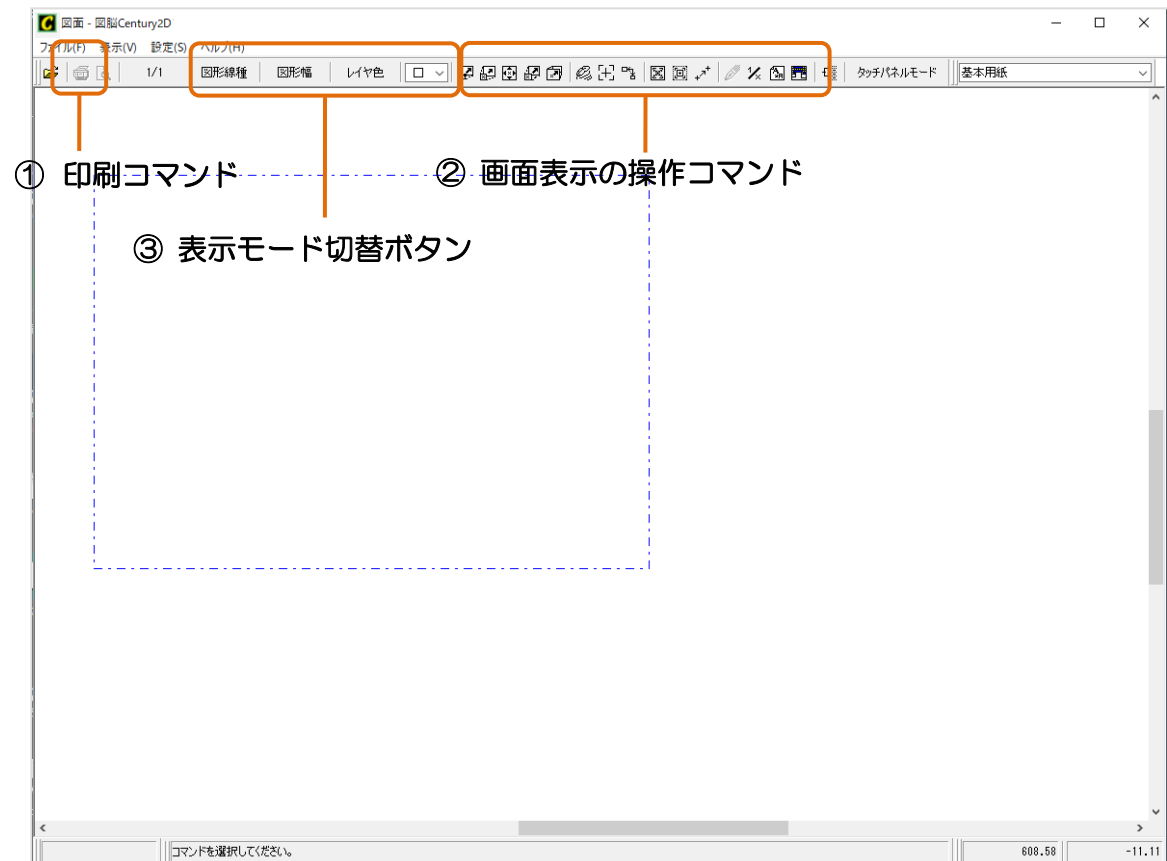 図面 - 図脳Century2D
ファイル(F) 表示(V) 設定(S) ヘルプ(H)
1/1 図形線種 図形幅 レイヤ色 タッチパネルモード 基本用紙
① 印刷コマンド ② 画面表示の操作コマンド
③ 表示モード切替ボタン
コマンドを選択してください。 608.58 -11.11